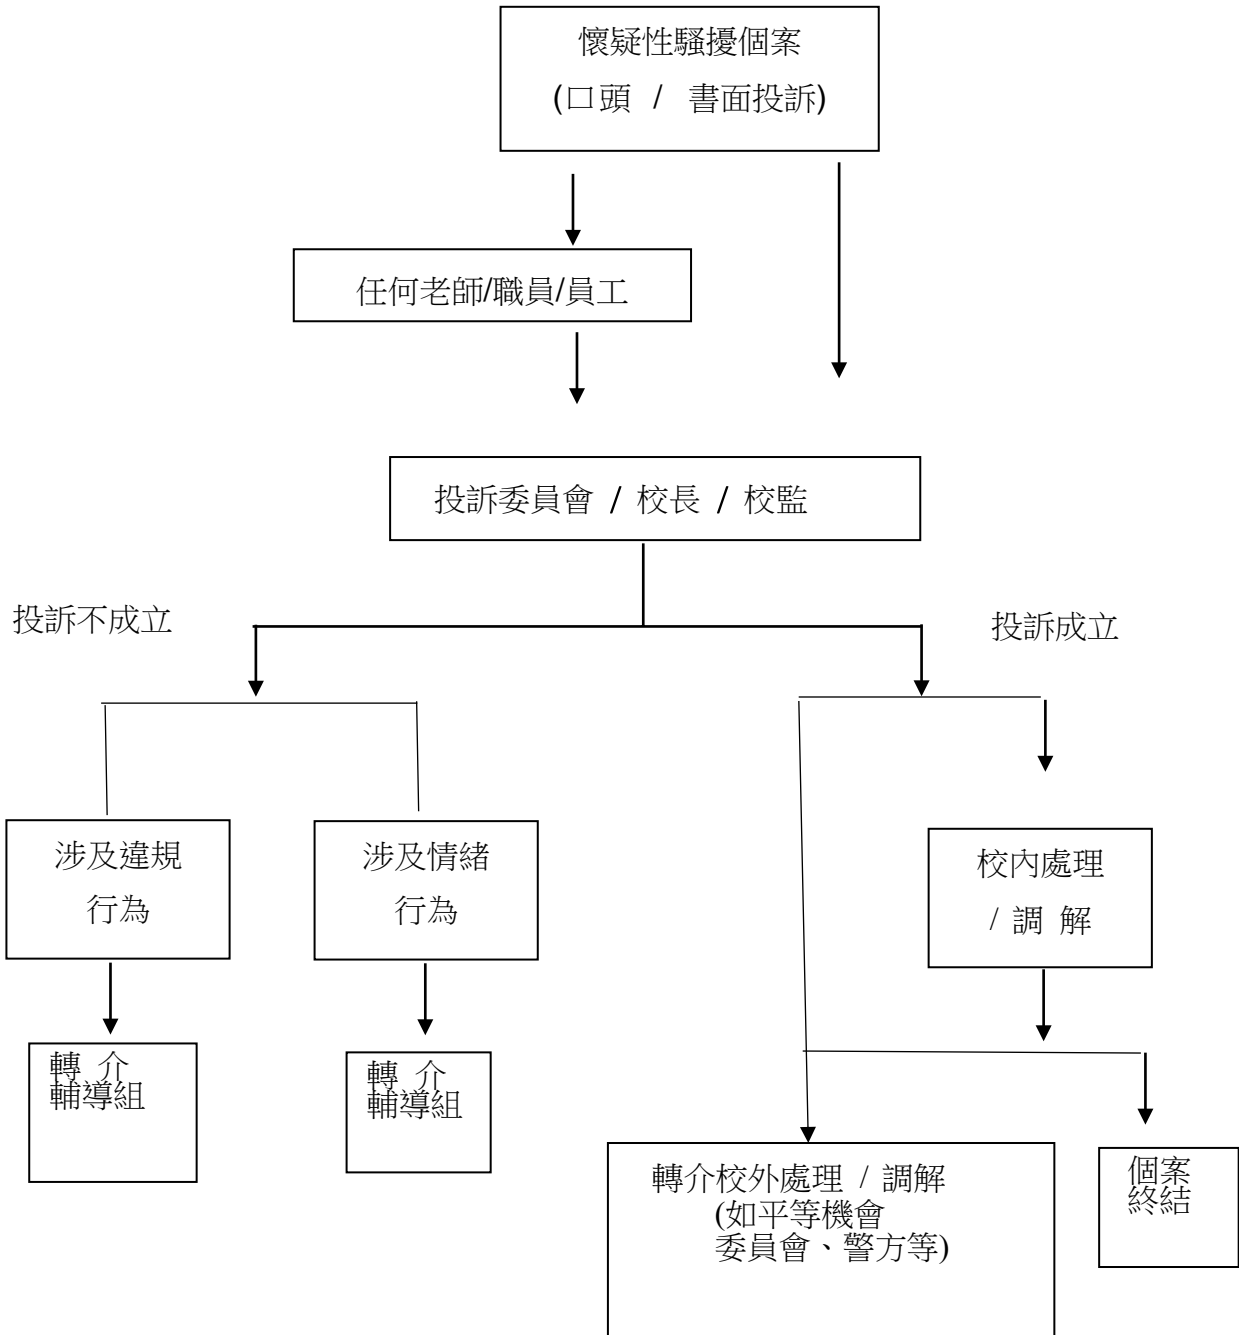 懷疑性騷擾個案
(口頭 / 書面投訴)
任何老師/職員/員工
投訴委員會 / 校長 / 校監
投訴不成立
投訴成立
涉及違規
行為
涉及情緒
行為
校內處理
/ 調 解
轉 介
輔導組
轉 介
輔導組
轉介校外處理 / 調解
(如平等機會
委員會、警方等)
個案
終結